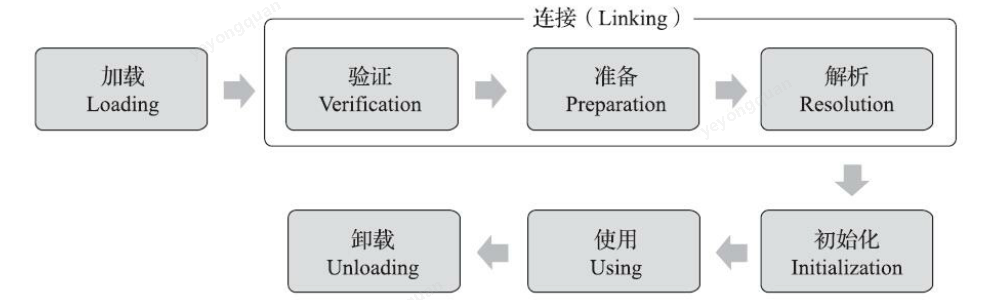 连接（Linking）
加载
Loading
验证
Verification
准备
Preparation
解析
Resolution
初始化
Initialization
使用
Using
卸载
Unloading
yeyongquan
yeyongquan